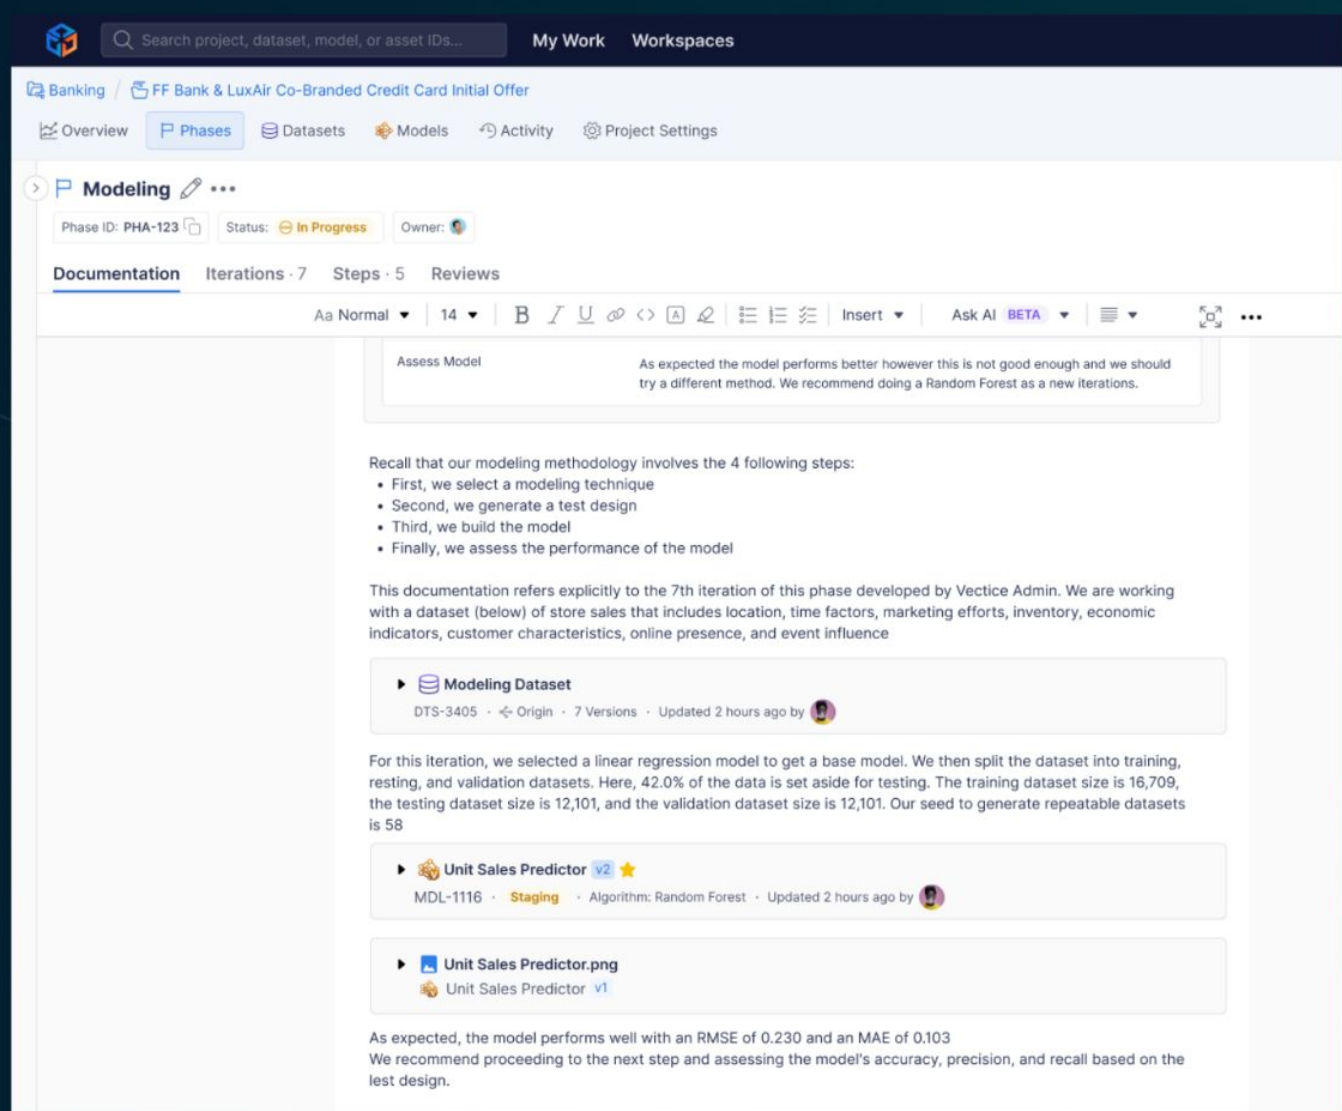 Search project, dataset, model, or asset IDs...
My Work
Workspaces
Banking / FF Bank & LuxAir Co-Branded Credit Card Initial Offer
Overview
Phases
Datasets
Models
Activity
Project Settings
Modeling
Phase ID: PHA-123
Status: In Progress
Owner:
Documentation
Iterations · 7
Steps · 5
Reviews
Aa Normal
14
B
I
U
A
Insert
Ask AI BETA
Assess Model
As expected the model performs better however this is not good enough and we should
try a different method. We recommend doing a Random Forest as a new iterations.
Recall that our modeling methodology involves the 4 following steps:
• First, we select a modeling technique
• Second, we generate a test design
• Third, we build the model
• Finally, we assess the performance of the model
This documentation refers explicitly to the 7th iteration of this phase developed by Vectice Admin. We are working
with a dataset (below) of store sales that includes location, time factors, marketing efforts, inventory, economic
indicators, customer characteristics, online presence, and event influence
Modeling Dataset
DTS-3405 · Origin · 7 Versions · Updated 2 hours ago by
For this iteration, we selected a linear regression model to get a base model. We then split the dataset into training,
resting, and validation datasets. Here, 42.0% of the data is set aside for testing. The training dataset size is 16,709,
the testing dataset size is 12,101, and the validation dataset size is 12,101. Our seed to generate repeatable datasets
is 58
Unit Sales Predictor v2
MDL-1116 · Staging · Algorithm: Random Forest · Updated 2 hours ago by
Unit Sales Predictor.png
Unit Sales Predictor v1
As expected, the model performs well with an RMSE of 0.230 and an MAE of 0.103
We recommend proceeding to the next step and assessing the model's accuracy, precision, and recall based on the
lest design.